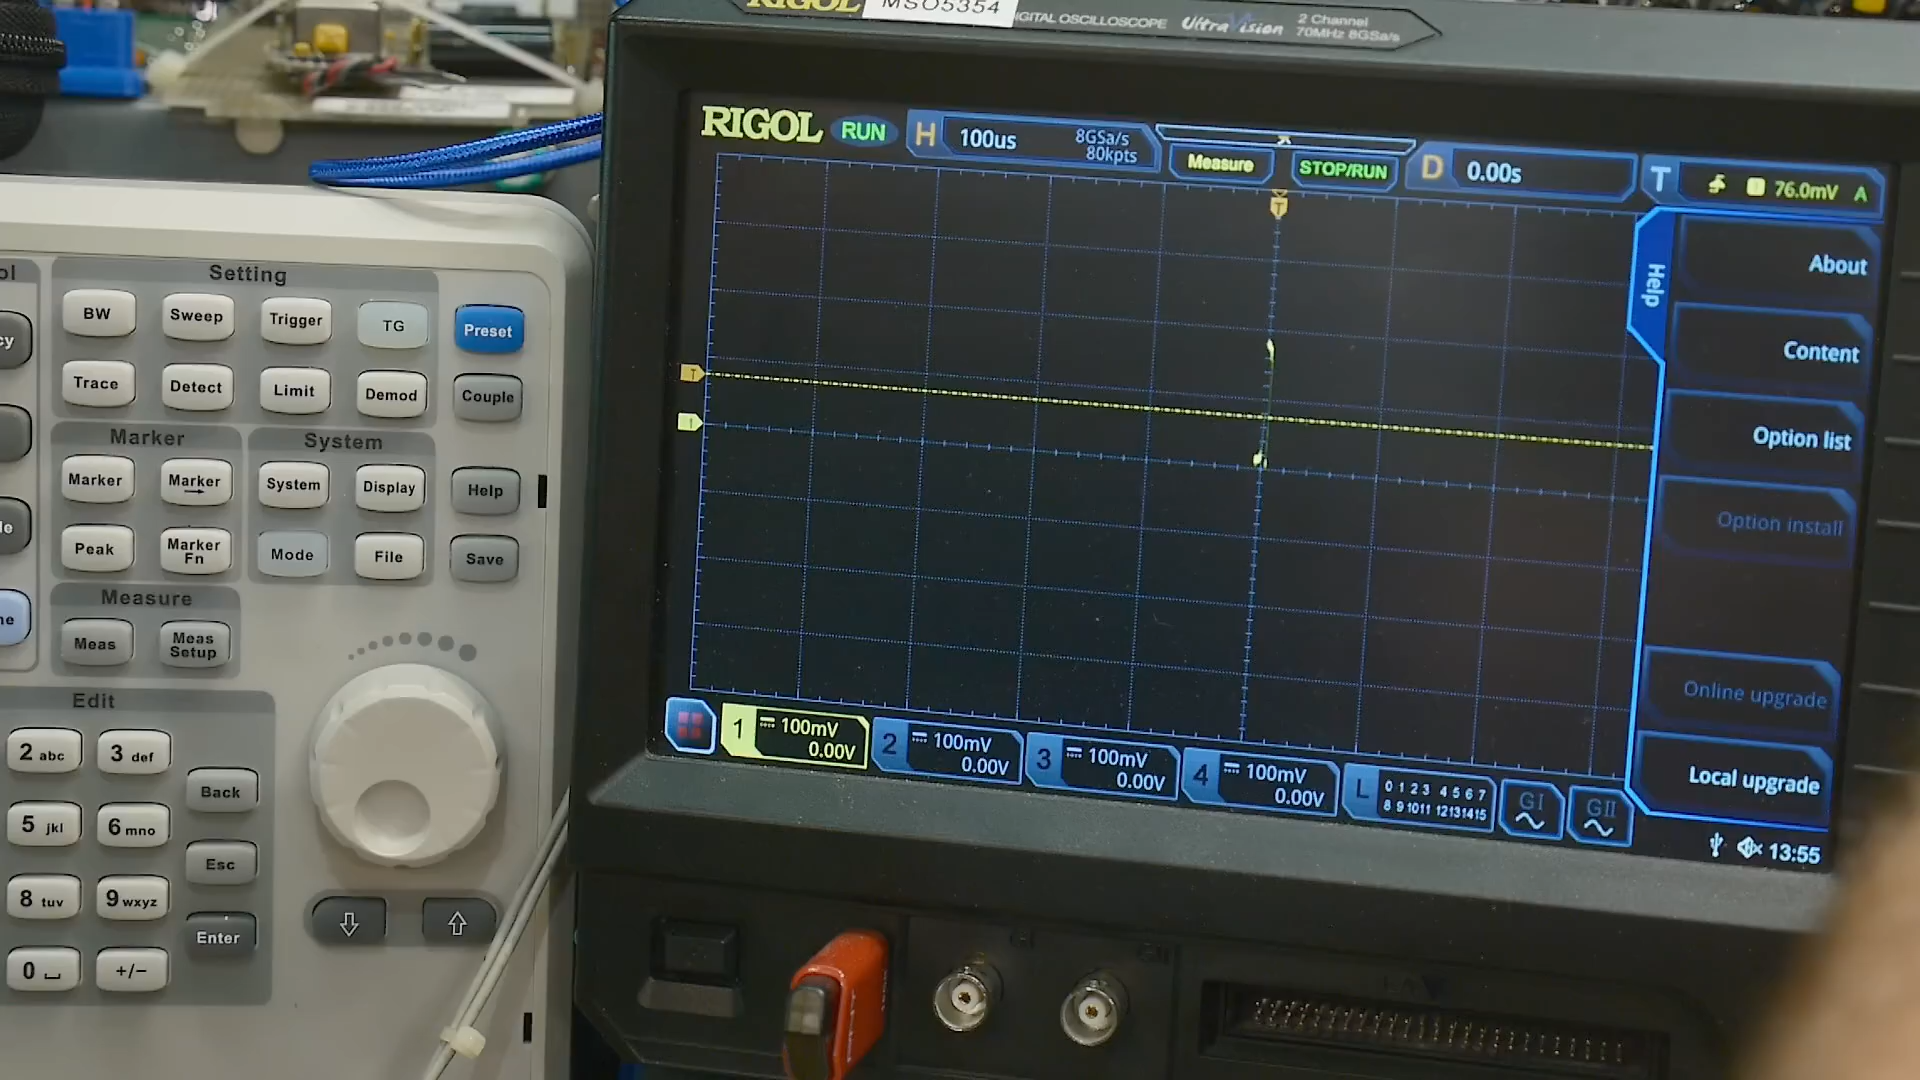 RIGOL
MSO5354
DIGITAL OSCILLOSCOPE
UltraVision
2 Channel
70MHz 8GSa/s
RIGOL
RUN
H
100us
8GSa/s
80kpts
Measure
STOP/RUN
D
0.00s
T
1
76.0mV
A
T
T
1
Help
About
Content
Option list
Option install
Online upgrade
Local upgrade
1
100mV
0.00V
2
100mV
0.00V
3
100mV
0.00V
4
100mV
0.00V
L
0 1 2 3 4 5 6 7
8 9 10 11 12 13 14 15
GI
GII
13:55
Setting
BW
Sweep
Trigger
TG
Preset
Trace
Detect
Limit
Demod
Couple
Marker
System
Marker
Marker
System
Display
Help
Peak
Marker
Fn
Mode
File
Save
Measure
Meas
Meas
Setup
Edit
2 abc
3 def
Back
5 jkl
6 mno
Esc
8 tuv
9 wxyz
Enter
0
+/-